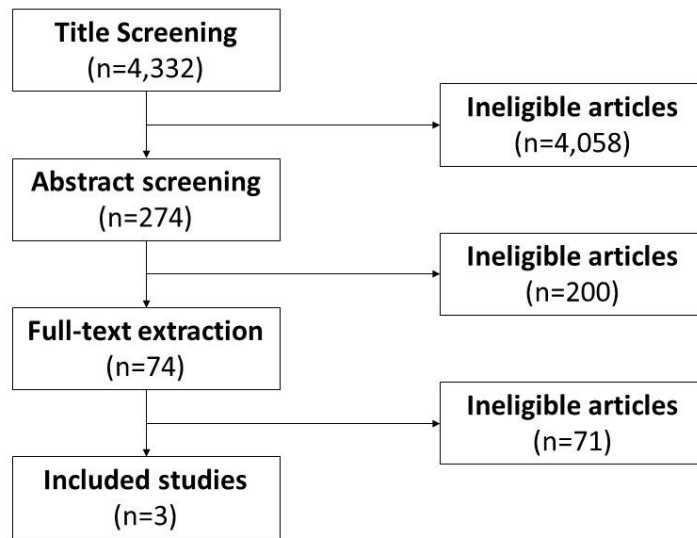 Title Screening
(n=4,332)
Ineligible articles
(n=4,058)
Abstract screening
(n=274)
Ineligible articles
(n=200)
Full-text extraction
(n=74)
Ineligible articles
(n=71)
Included studies
(n=3)